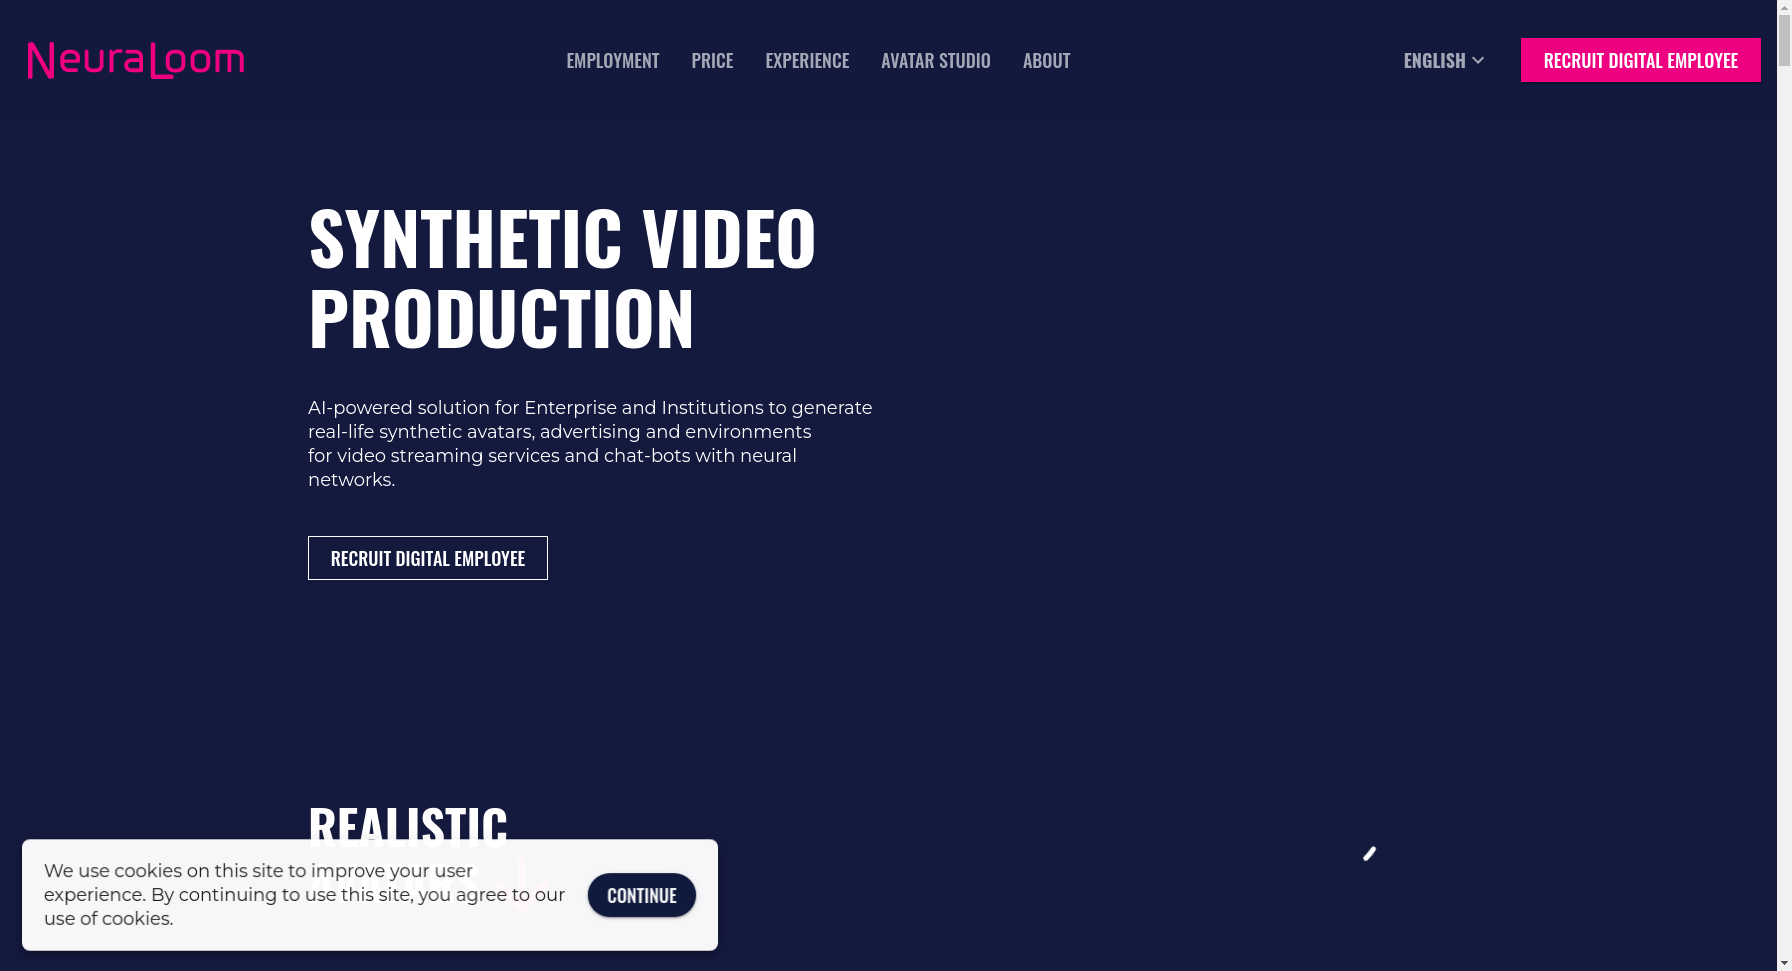 NeuraLoom
EMPLOYMENT PRICE EXPERIENCE AVATAR STUDIO ABOUT
ENGLISH
RECRUIT DIGITAL EMPLOYEE
SYNTHETIC VIDEO
PRODUCTION
AI-powered solution for Enterprise and Institutions to generate
real-life synthetic avatars, advertising and environments
for video streaming services and chat-bots with neural
networks.
RECRUIT DIGITAL EMPLOYEE
REALISTIC
We use cookies on this site to improve your user
experience. By continuing to use this site, you agree to our
use of cookies.
CONTINUE